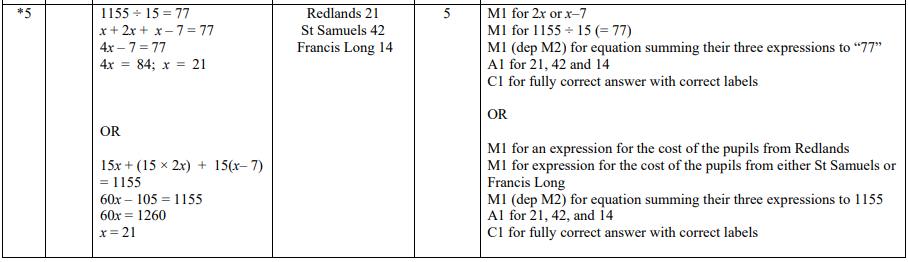 *5
1155 ÷ 15 = 77
x + 2x + x – 7 = 77
4x – 7 = 77
4x = 84; x = 21
OR
15x + (15 × 2x) + 15(x– 7)
= 1155
60x – 105 = 1155
60x = 1260
x = 21
Redlands 21
St Samuels 42
Francis Long 14
5
M1 for 2x or x–7
M1 for 1155 ÷ 15 (= 77)
M1 (dep M2) for equation summing their three expressions to “77”
A1 for 21, 42 and 14
C1 for fully correct answer with correct labels
OR
M1 for an expression for the cost of the pupils from Redlands
M1 for expression for the cost of the pupils from either St Samuels or
Francis Long
M1 (dep M2) for equation summing their three expressions to 1155
A1 for 21, 42, and 14
C1 for fully correct answer with correct labels